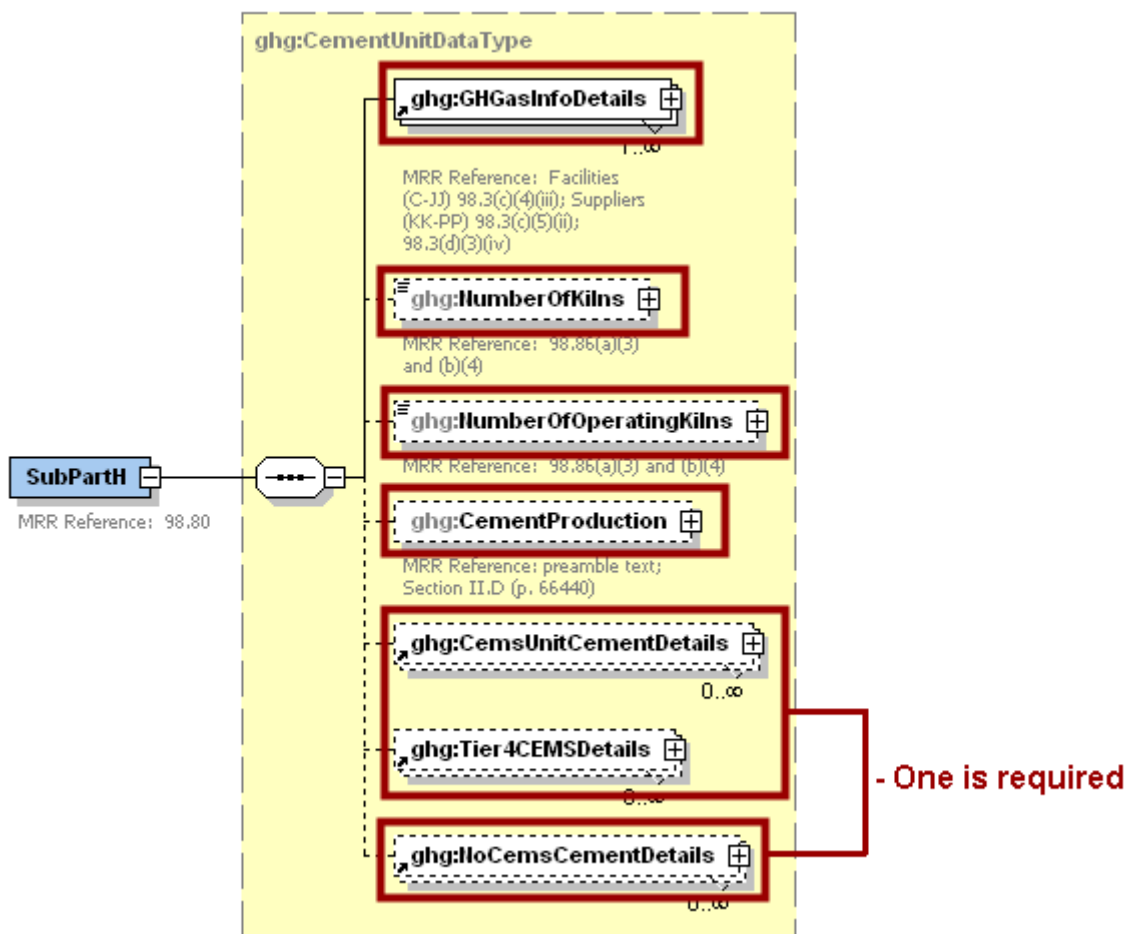 ghg:CementUnitDataType
ghg:GHGasInfoDetails
1..∞
MRR Reference:  Facilities
(C-JJ) 98.3(c)(4)(iii); Suppliers
(KK-PP) 98.3(c)(5)(ii);
98.3(d)(3)(iv)
ghg:NumberOfKilns
MRR Reference:  98.86(a)(3)
and (b)(4)
ghg:NumberOfOperatingKilns
MRR Reference:  98.86(a)(3) and (b)(4)
SubPartH
MRR Reference:  98.80
ghg:CementProduction
MRR Reference: preamble text;
Section II.D (p. 66440)
ghg:CemsUnitCementDetails
0..∞
ghg:Tier4CEMSDetails
0..∞
- One is required
ghg:NoCemsCementDetails
0..∞